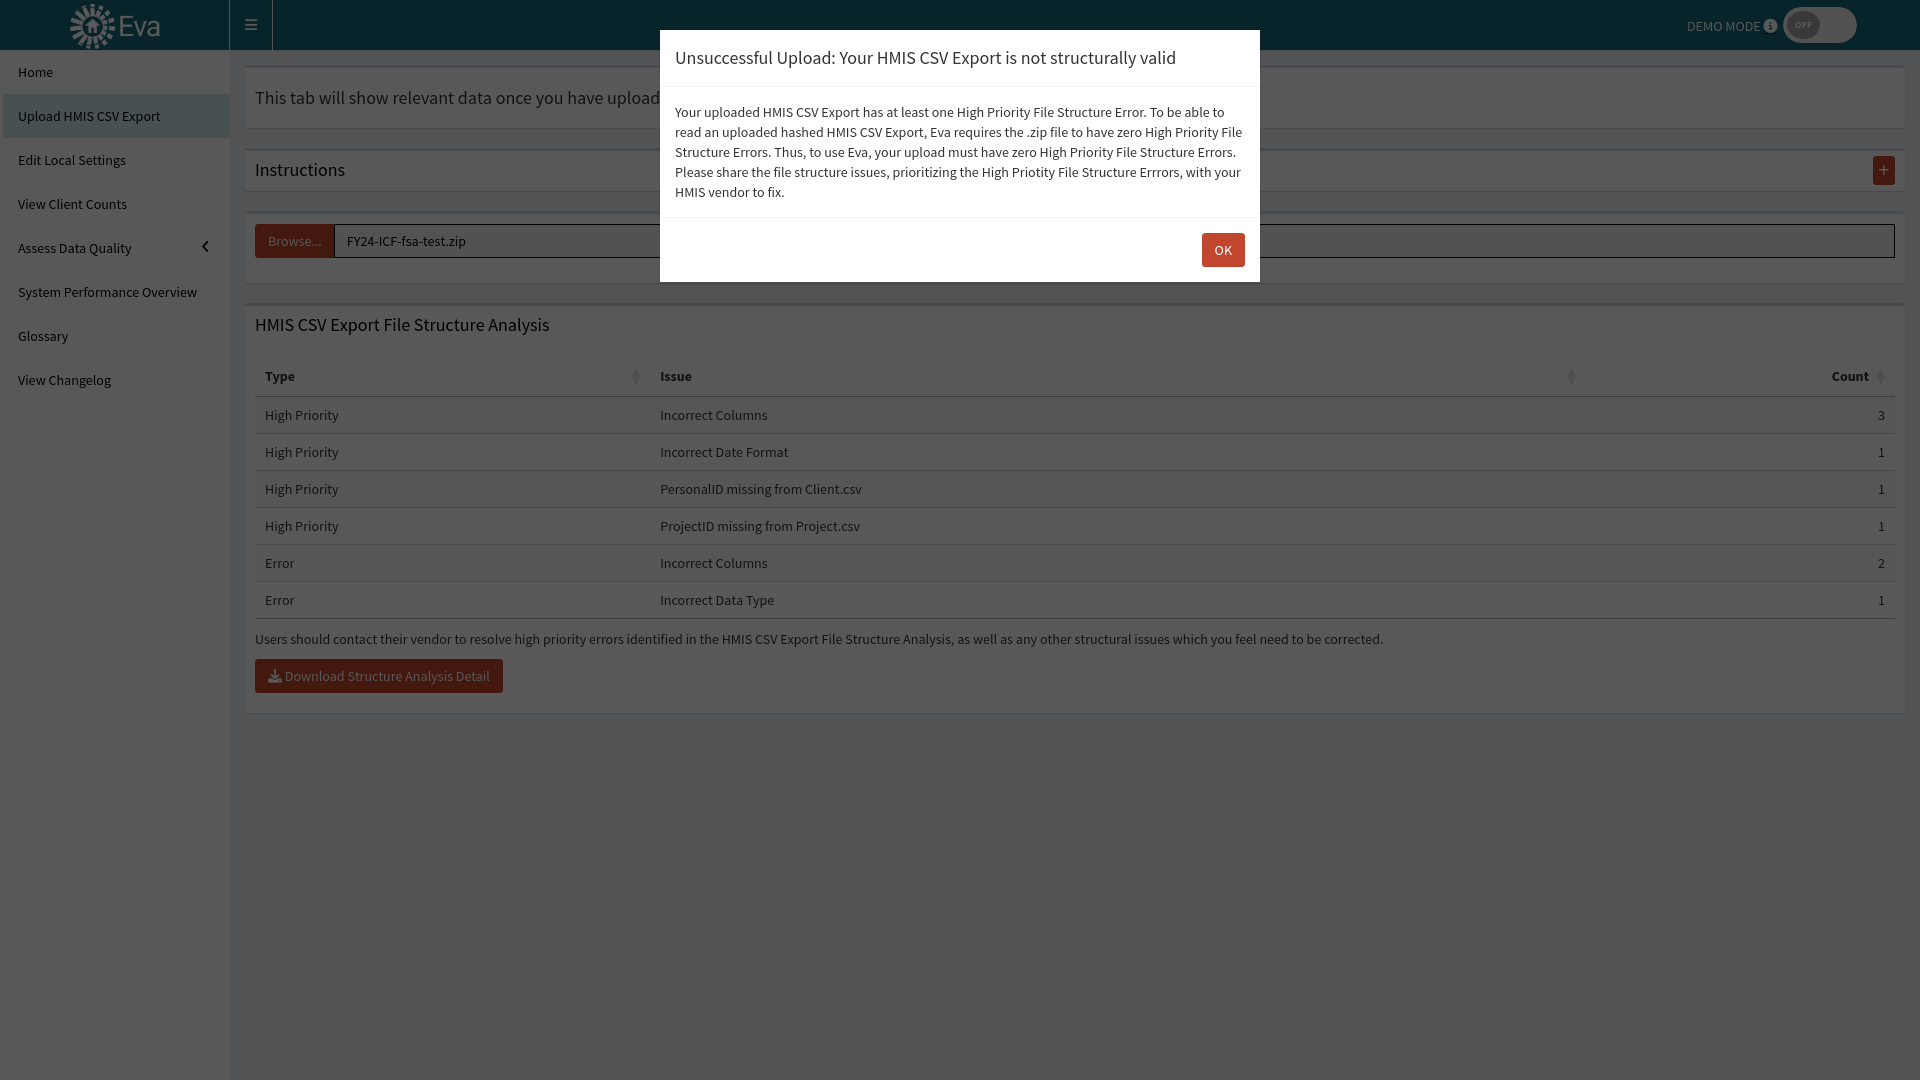 Eva
DEMO MODE
OFF
Home
Upload HMIS CSV Export
Edit Local Settings
View Client Counts
Assess Data Quality
System Performance Overview
Glossary
View Changelog
This tab will show relevant data once you have upload
Instructions
+
Browse...
FY24-ICF-fsa-test.zip
Unsuccessful Upload: Your HMIS CSV Export is not structurally valid
Your uploaded HMIS CSV Export has at least one High Priority File Structure Error. To be able to
read an uploaded hashed HMIS CSV Export, Eva requires the .zip file to have zero High Priority File
Structure Errors. Thus, to use Eva, your upload must have zero High Priority File Structure Errors.
Please share the file structure issues, prioritizing the High Priotity File Structure Errrors, with your
HMIS vendor to fix.
OK
HMIS CSV Export File Structure Analysis
Type Issue Count
High Priority Incorrect Columns 3
High Priority Incorrect Date Format 1
High Priority PersonalID missing from Client.csv 1
High Priority ProjectID missing from Project.csv 1
Error Incorrect Columns 2
Error Incorrect Data Type 1
Users should contact their vendor to resolve high priority errors identified in the HMIS CSV Export File Structure Analysis, as well as any other structural issues which you feel need to be corrected.
Download Structure Analysis Detail